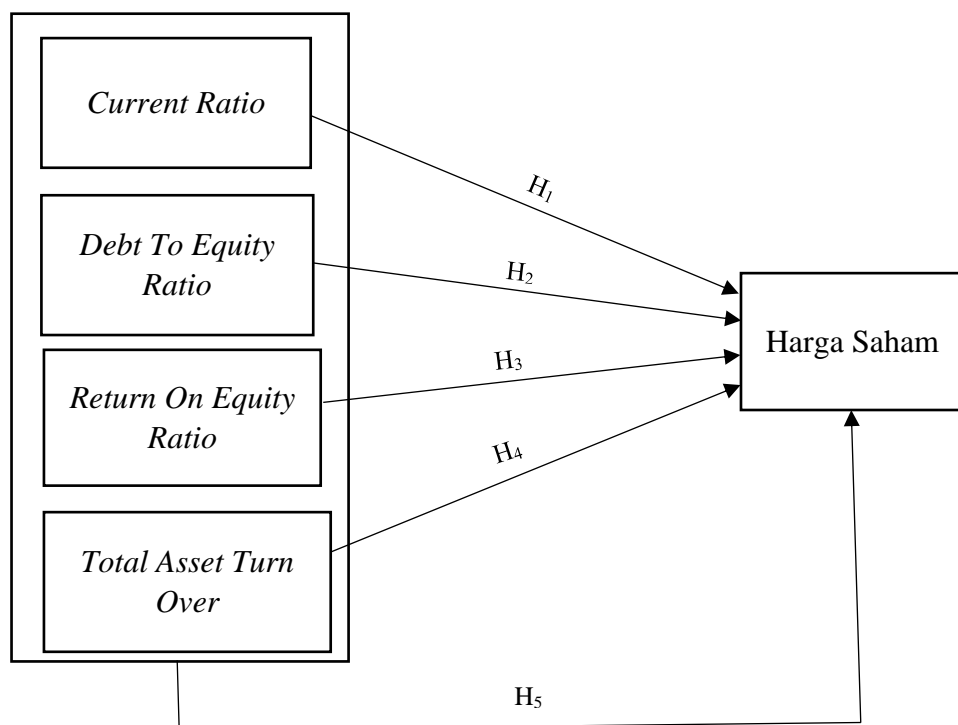 Current Ratio
H₁
Debt To Equity
Ratio
H₂
Harga Saham
Return On Equity
Ratio
H₃
H₄
Total Asset Turn
Over
H₅